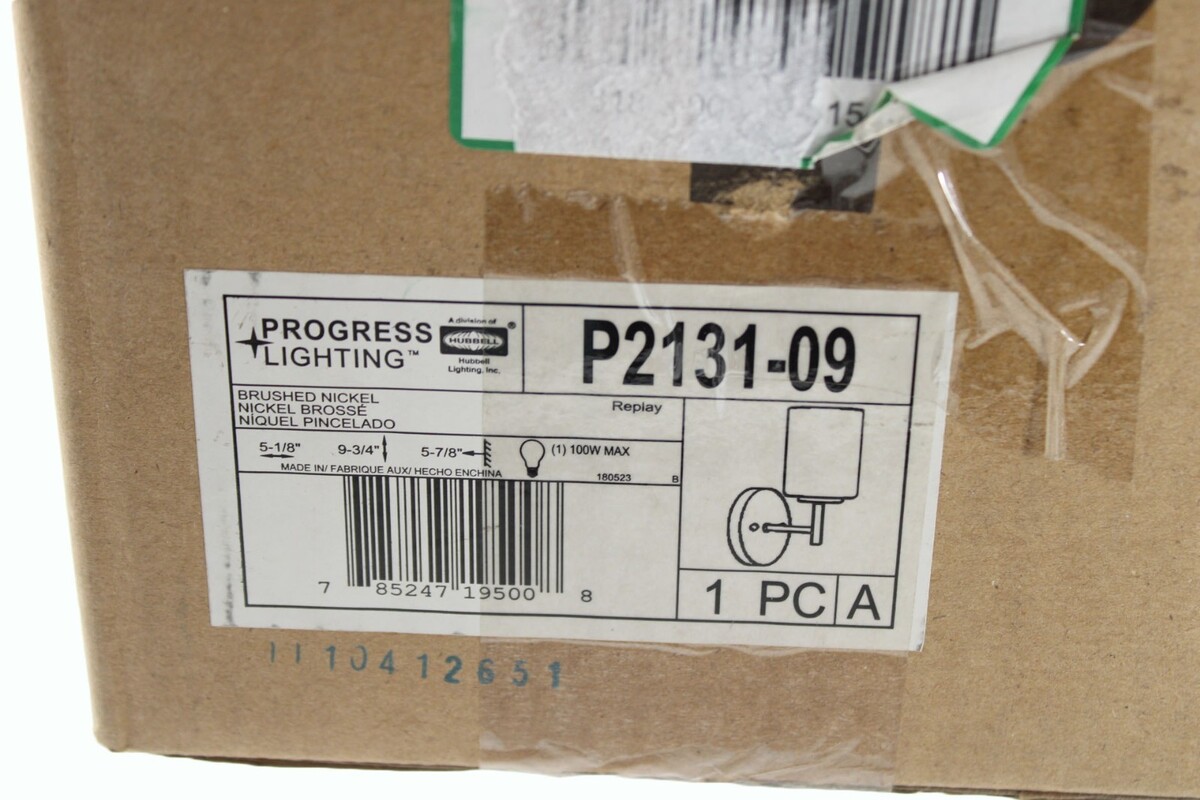 15
PROGRESS
LIGHTING™
A division of
HUBBELL®
Hubbell
Lighting, Inc.
P2131-09
BRUSHED NICKEL
NICKEL BROSSÉ
NÍQUEL PINCELADO
Replay
5-1/8" 9-3/4" 5-7/8" (1) 100W MAX
MADE IN/ FABRIQUE AUX/ HECHO ENCHINA 180523 B
7 85247 19500 8
1 PC A
1110412651